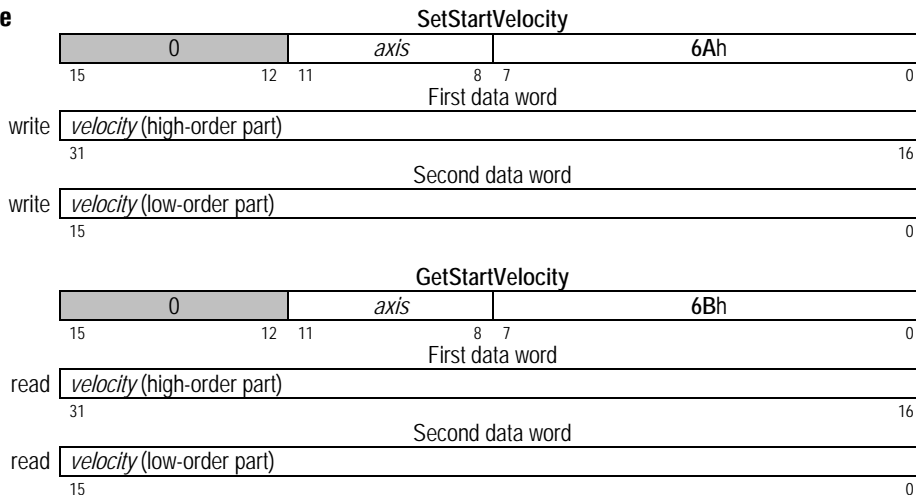 e
SetStartVelocity
0 axis 6Ah
15 12 11 8 7 0
First data word
write velocity (high-order part)
31 16
Second data word
write velocity (low-order part)
15 0
GetStartVelocity
0 axis 6Bh
15 12 11 8 7 0
First data word
read velocity (high-order part)
31 16
Second data word
read velocity (low-order part)
15 0